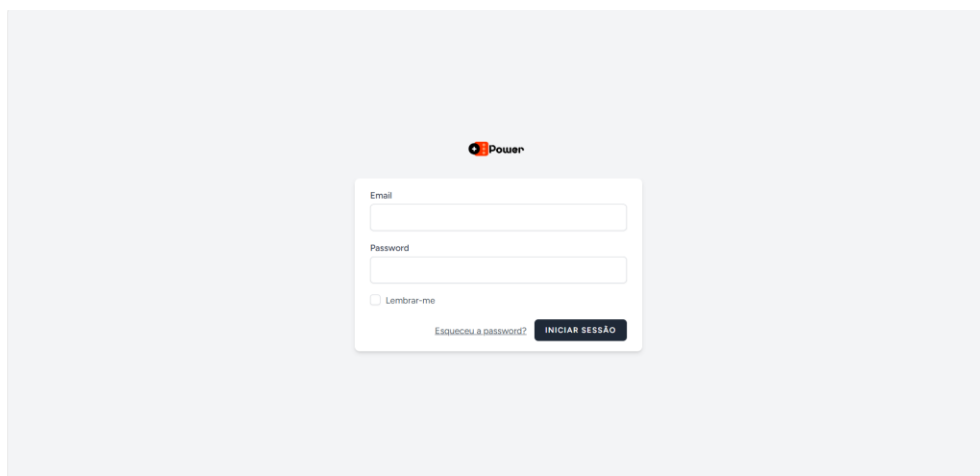 Power
Email
Password
Lembrar-me
Esqueceu a password? INICIAR SESSÃO